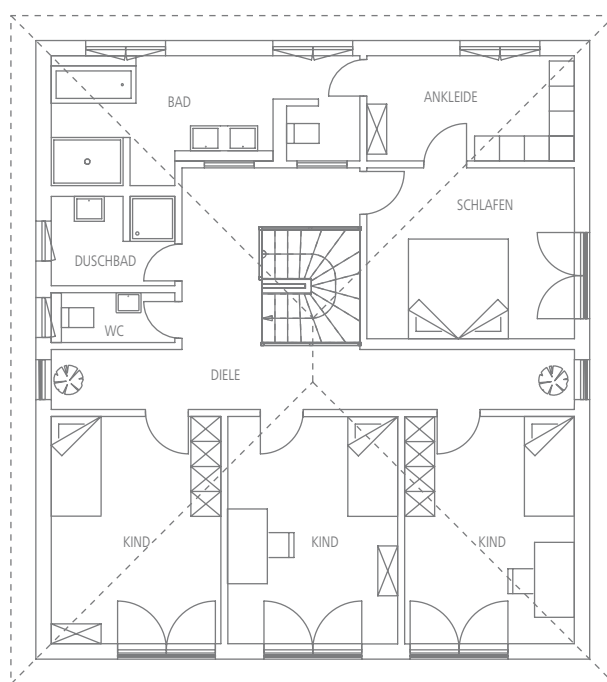 BAD
ANKLEIDE
SCHLAFEN
DUSCHBAD
WC
DIELE
KIND
KIND
KIND